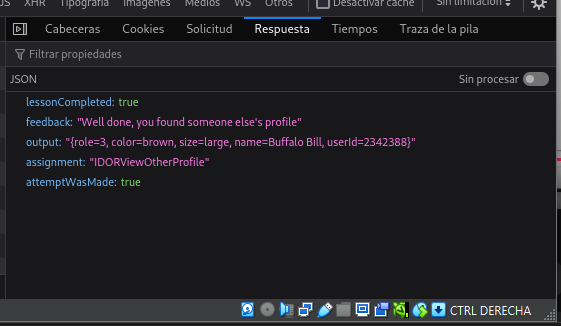 JS XHR Tipografía Imágenes Medios WS Otros Desactivar caché Sin limitación
Cabeceras Cookies Solicitud Respuesta Tiempos Traza de la pila
Filtrar propiedades
JSON Sin procesar
lessonCompleted: true
feedback: "Well done, you found someone else's profile"
output: "{role=3, color=brown, size=large, name=Buffalo Bill, userId=2342388}"
assignment: "IDORViewOtherProfile"
attemptWasMade: true
CTRL DERECHA